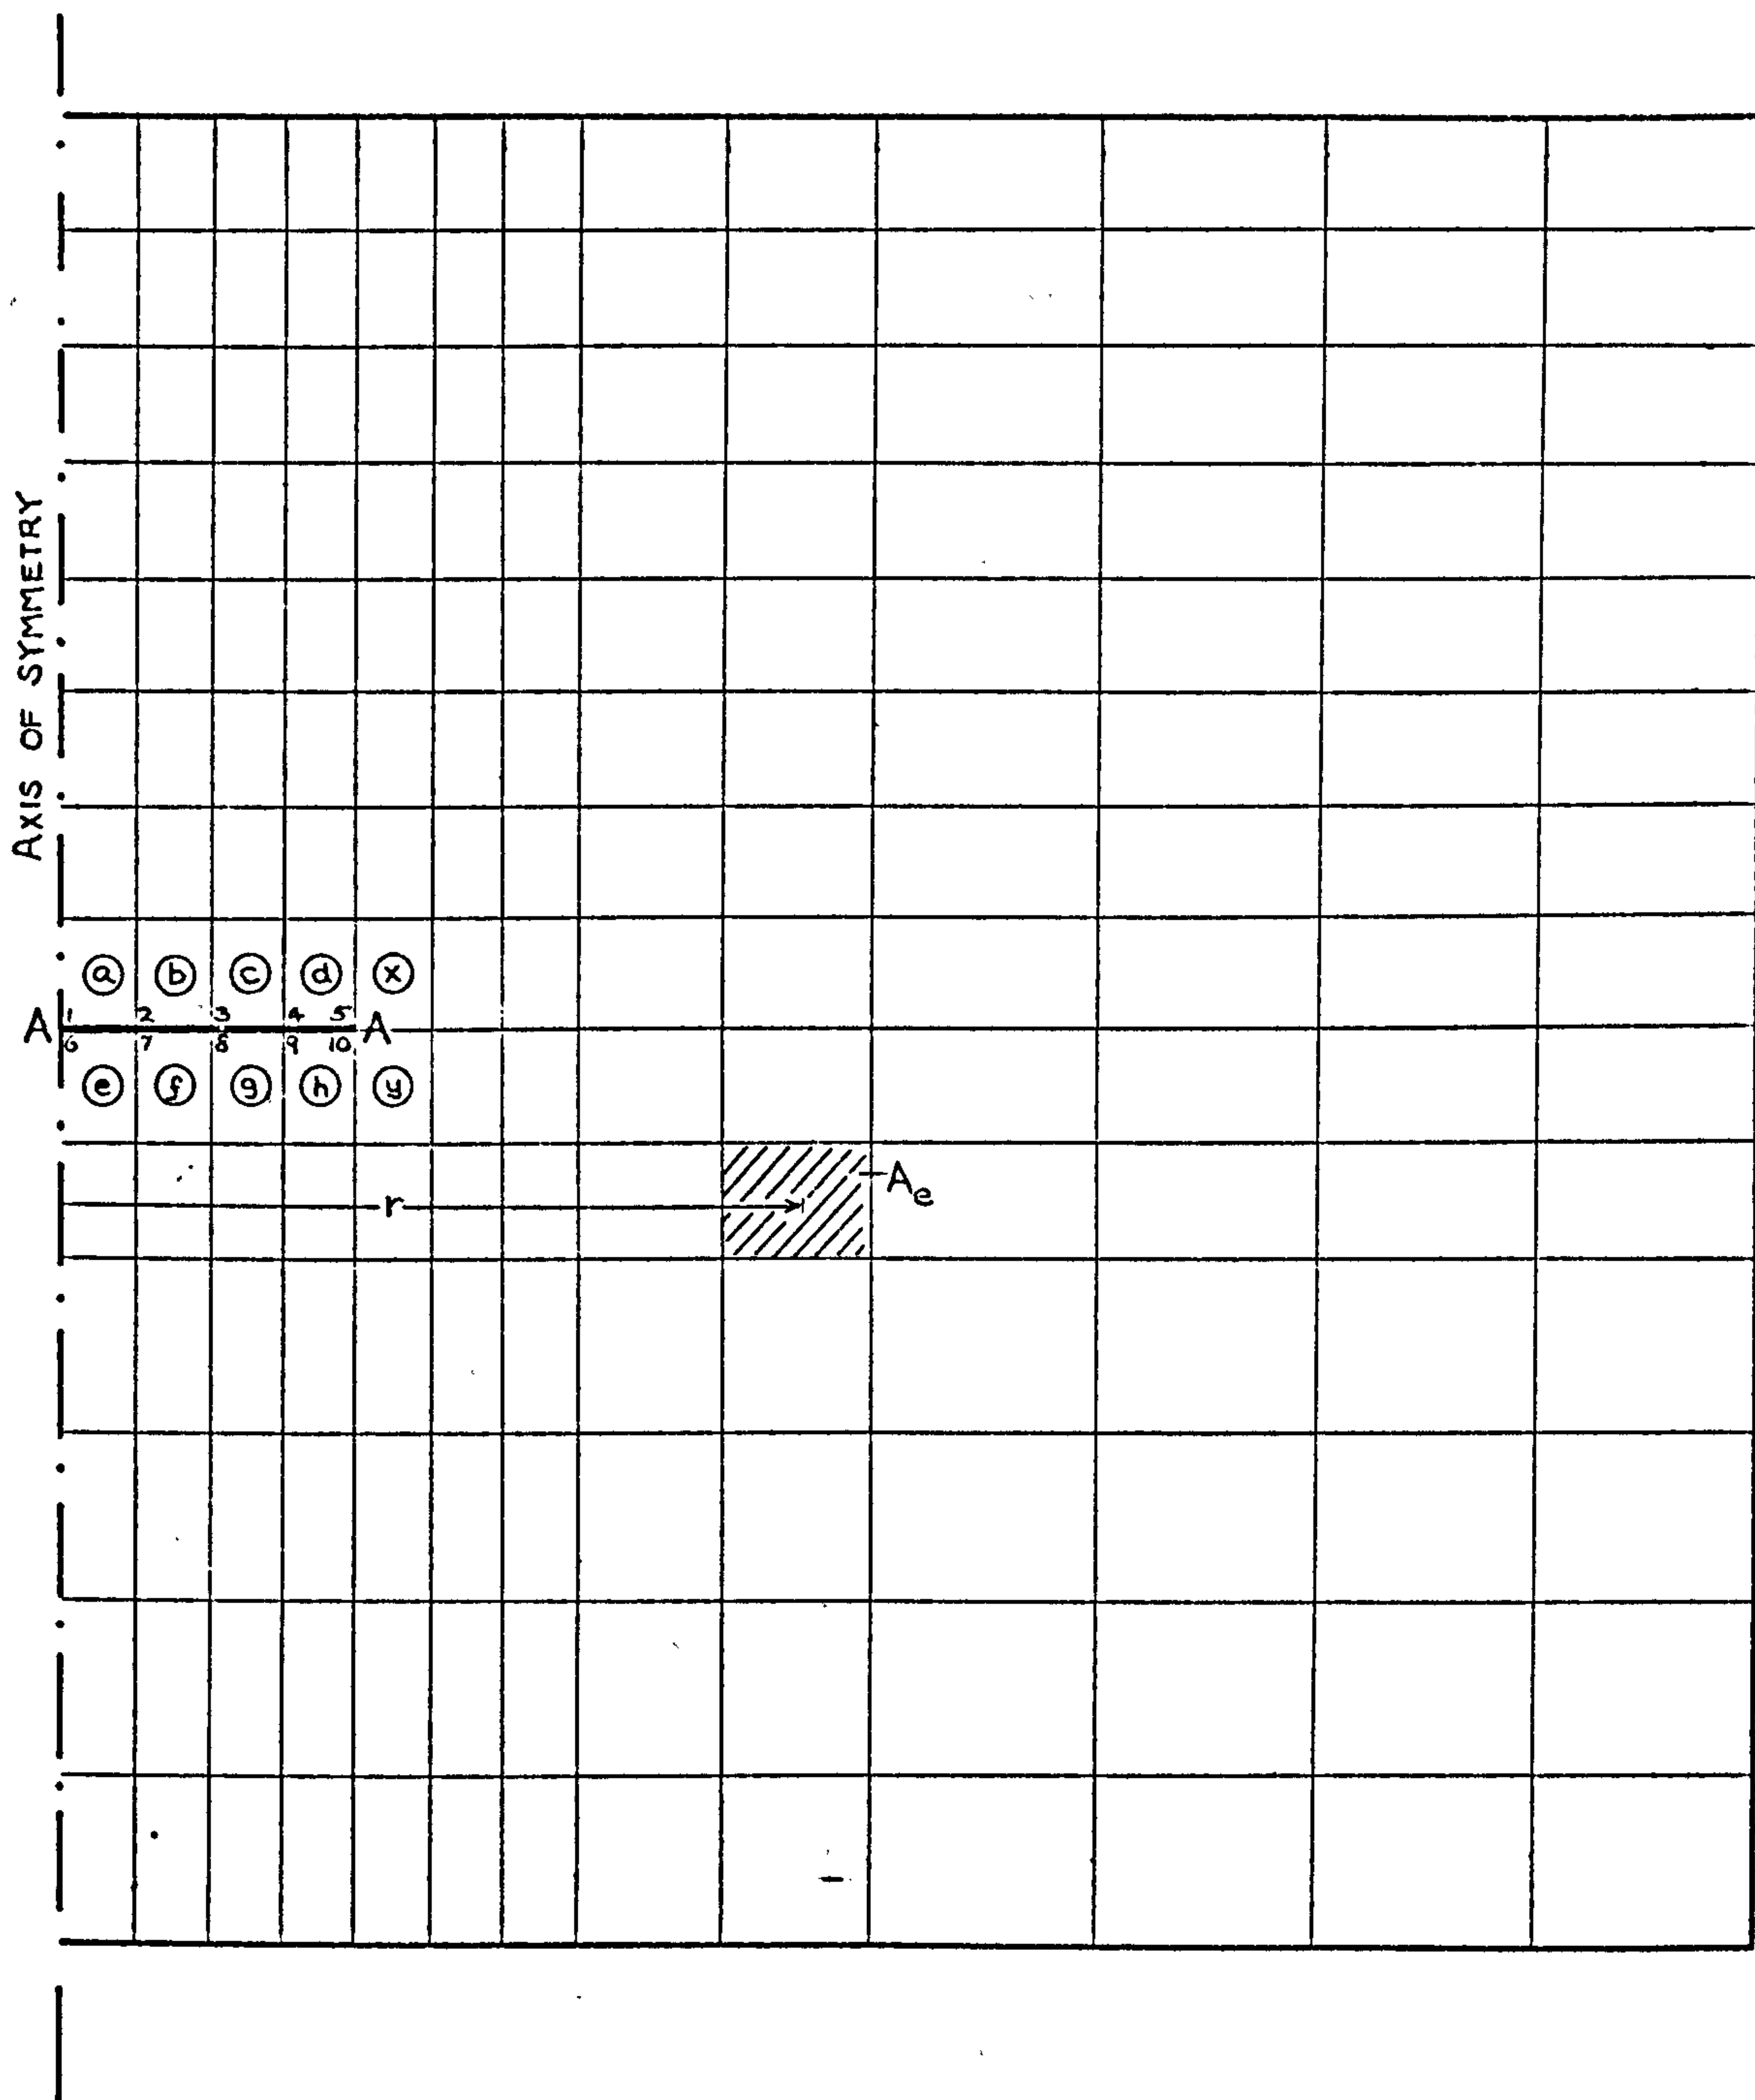 AXIS OF SYMMETRY
a b c d x
A 1 2 3 4 5 A
6 7 8 9 10
e f g h y
r
Ae